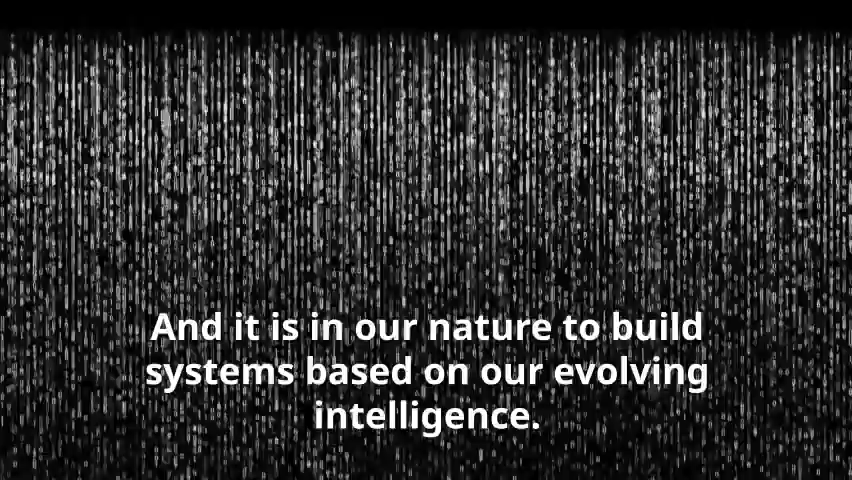 And it is in our nature to build
systems based on our evolving
intelligence.